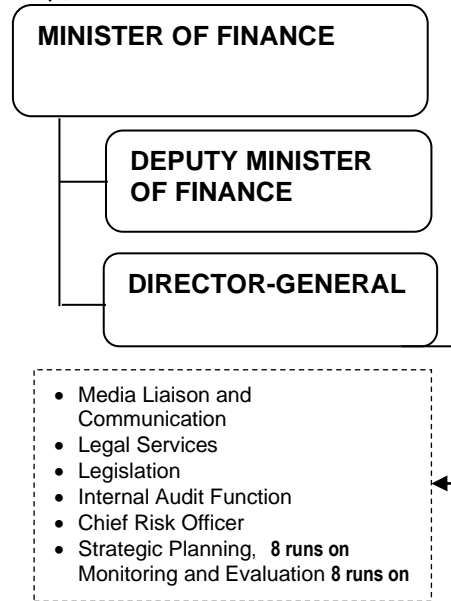 MINISTER OF FINANCE
DEPUTY MINISTER
OF FINANCE
DIRECTOR-GENERAL
• Media Liaison and
Communication
• Legal Services
• Legislation
• Internal Audit Function
• Chief Risk Officer
• Strategic Planning, 8 runs on
Monitoring and Evaluation 8 runs on